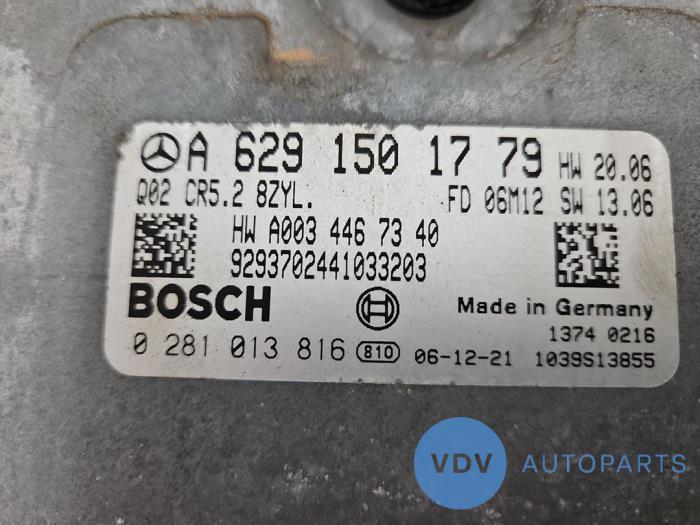 A 629 150 17 79 HW 20.06
Q02 CR5.2 8ZYL. FD 06M12 SW 13.06
HW A003 446 73 40
9293702441033203
BOSCH Made in Germany
1374 0216
0 281 013 816 810 06-12-21 1039S13855
VDV AUTOPARTS